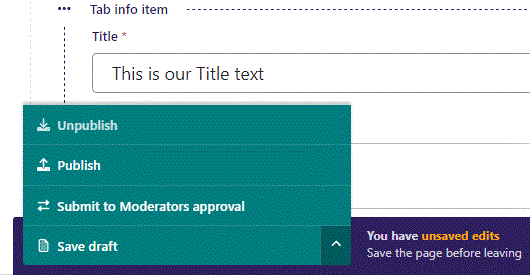 Tab info item
Title *
This is our Title text
Unpublish
Publish
Submit to Moderators approval
Save draft
You have unsaved edits
Save the page before leaving